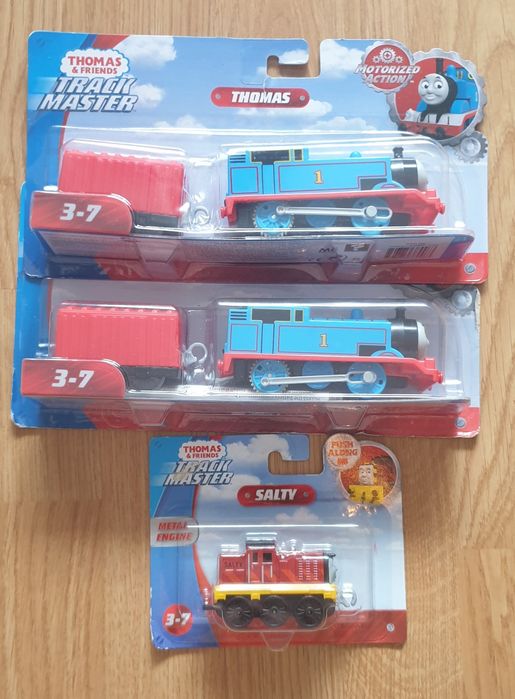 THOMAS
& FRIENDS
TRACK
MASTER
THOMAS
MOTORIZED
ACTION!
1
3-7
1
3-7
THOMAS
& FRIENDS
TRACK
MASTER
SALTY
PUSH
ALONG
METAL
ENGINE
SALTY
3-7